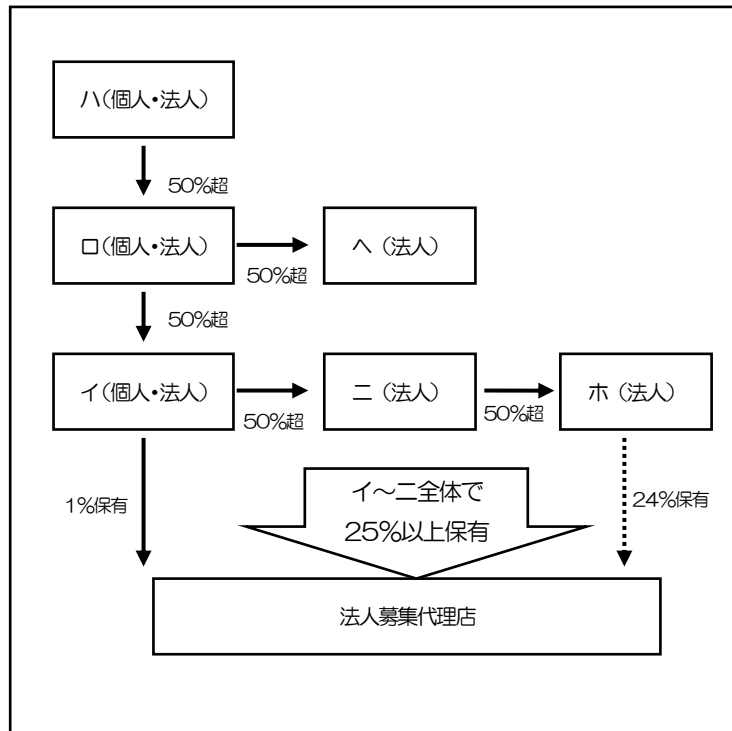 ハ(個人・法人)
50%超
ロ(個人・法人)
50%超
ヘ(法人)
50%超
イ(個人・法人)
50%超
ニ(法人)
50%超
ホ(法人)
1%保有
イ～ニ全体で
25%以上保有
24%保有
法人募集代理店